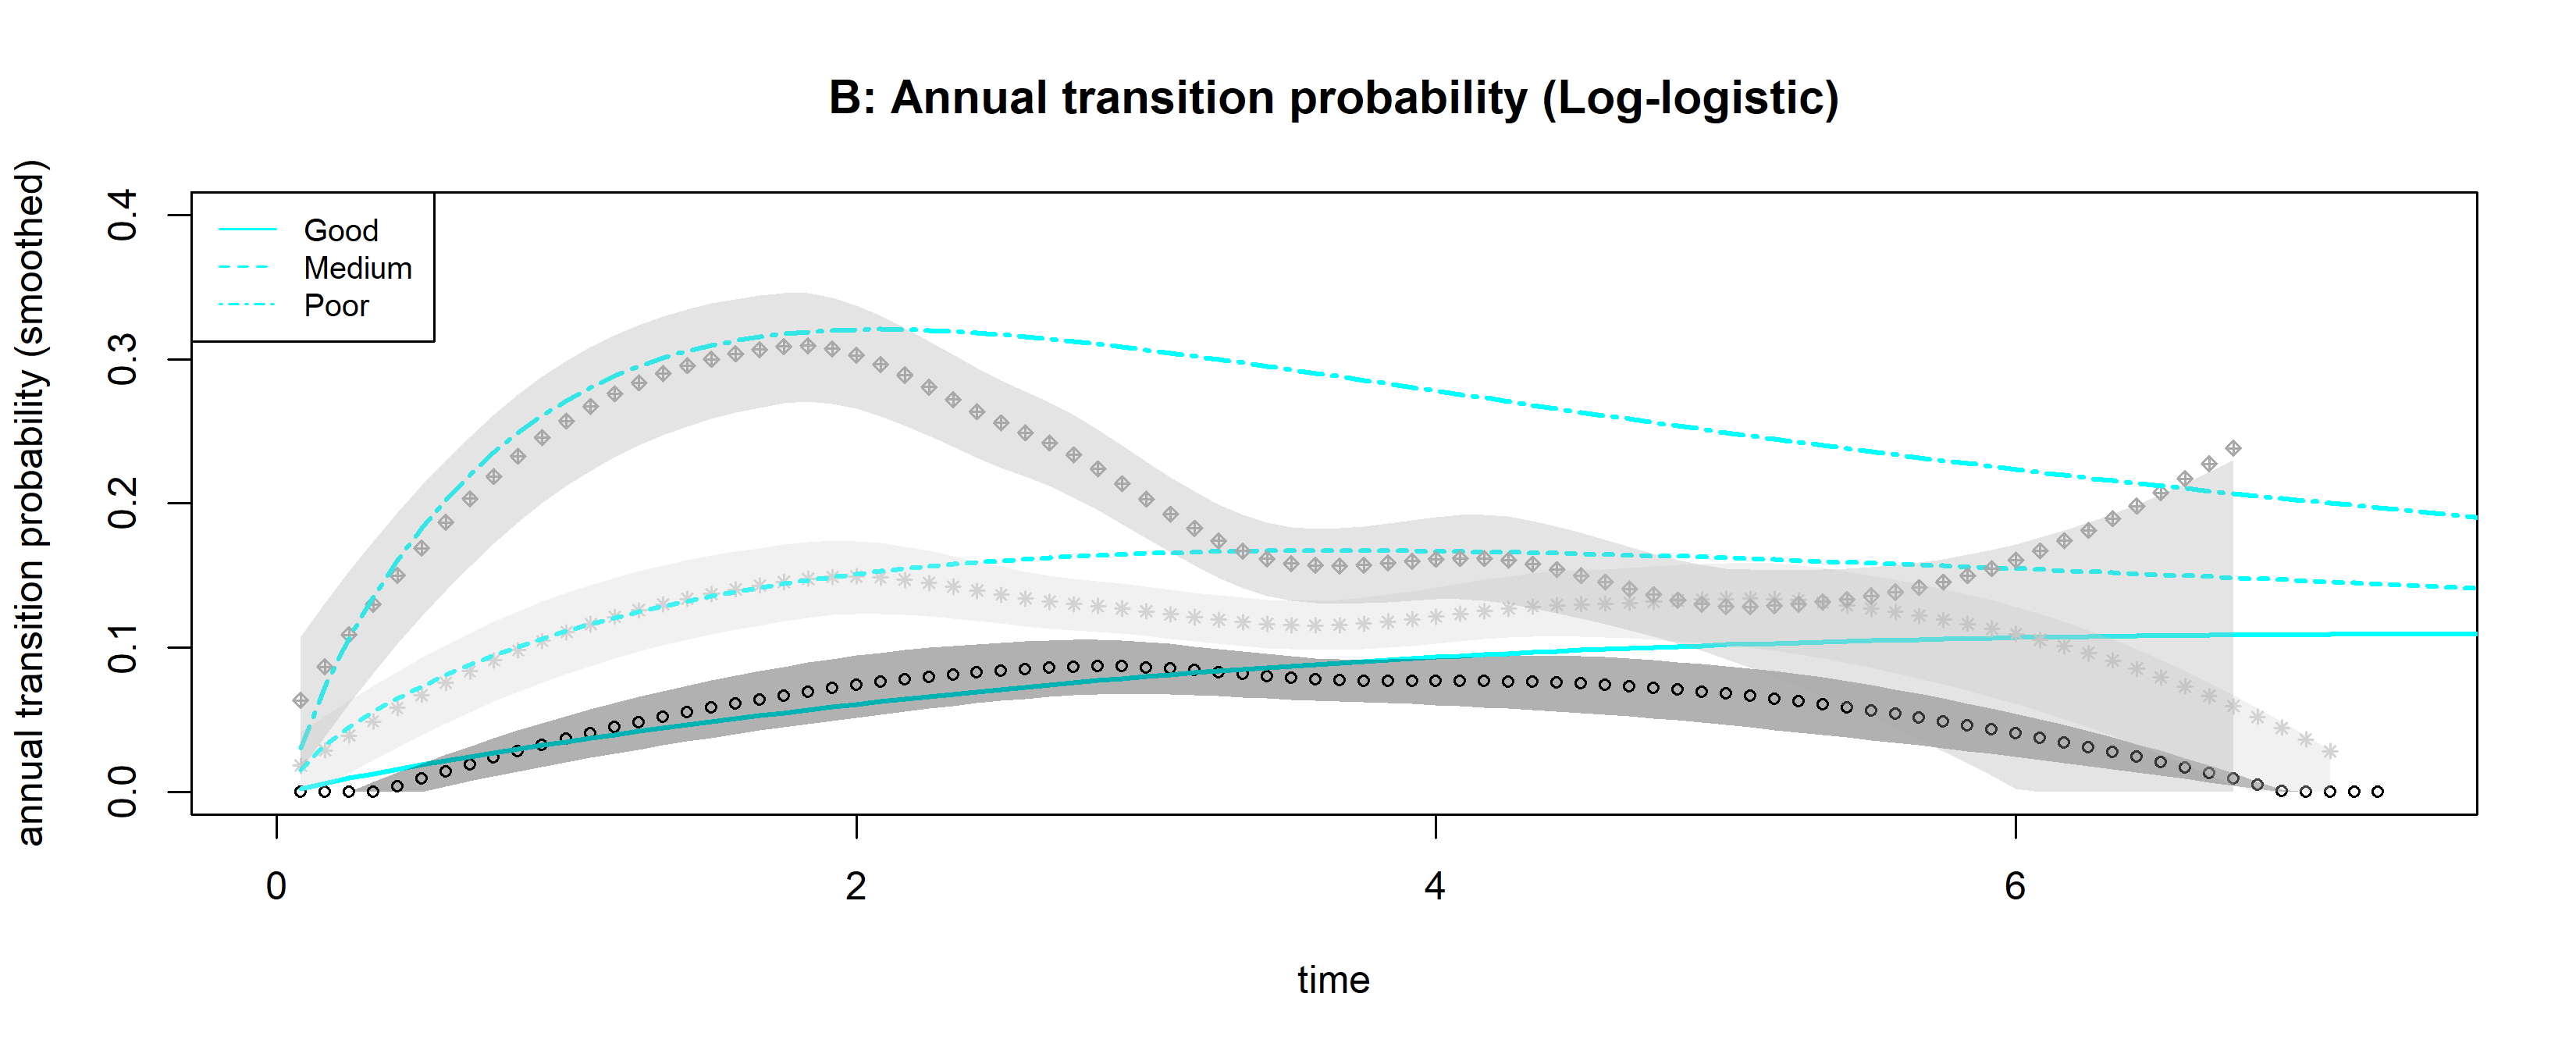 B: Annual transition probability (Log-logistic)
annual transition probability (smoothed)
0.4
0.3
0.2
0.1
0.0
Good
Medium
Poor
0 2 4 6
time